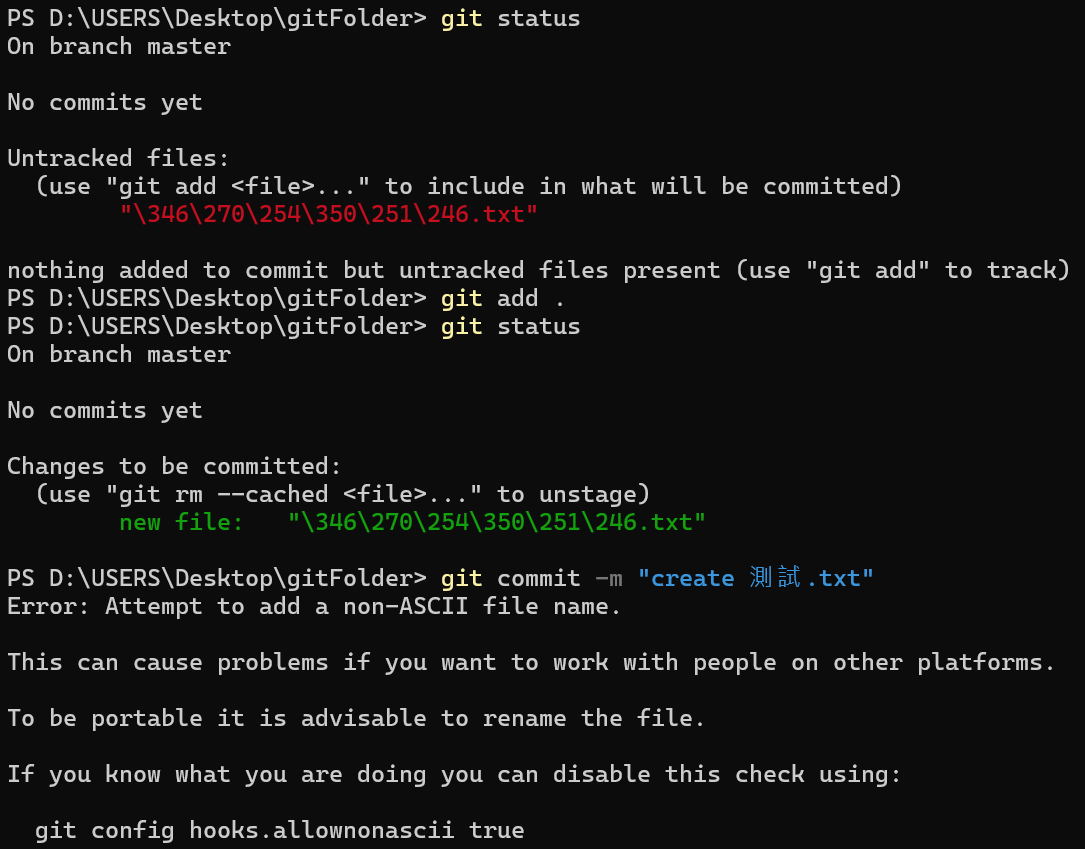 PS D:\USERS\Desktop\gitFolder> git status
On branch master
No commits yet
Untracked files:
  (use "git add <file>..." to include in what will be committed)
        "\346\270\254\350\251\246.txt"
nothing added to commit but untracked files present (use "git add" to track)
PS D:\USERS\Desktop\gitFolder> git add .
PS D:\USERS\Desktop\gitFolder> git status
On branch master
No commits yet
Changes to be committed:
  (use "git rm --cached <file>..." to unstage)
        new file:   "\346\270\254\350\251\246.txt"
PS D:\USERS\Desktop\gitFolder> git commit -m "create 測試.txt"
Error: Attempt to add a non-ASCII file name.
This can cause problems if you want to work with people on other platforms.
To be portable it is advisable to rename the file.
If you know what you are doing you can disable this check using:
  git config hooks.allownonascii true